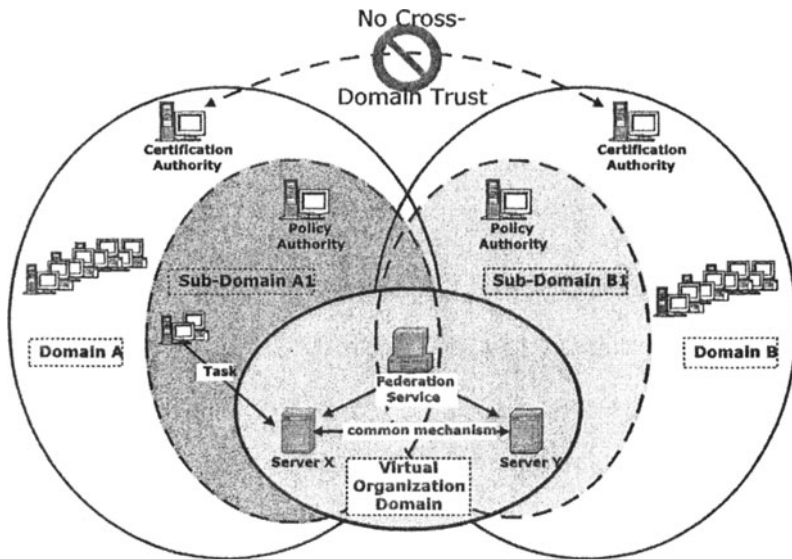 No Cross-
Domain Trust
Certification
Authority
Certification
Authority
Policy
Authority
Policy
Authority
Sub-Domain A1
Sub-Domain B1
Domain A
Domain B
Task
Federation
Service
common mechanism
Server X
Server Y
Virtual
Organization
Domain